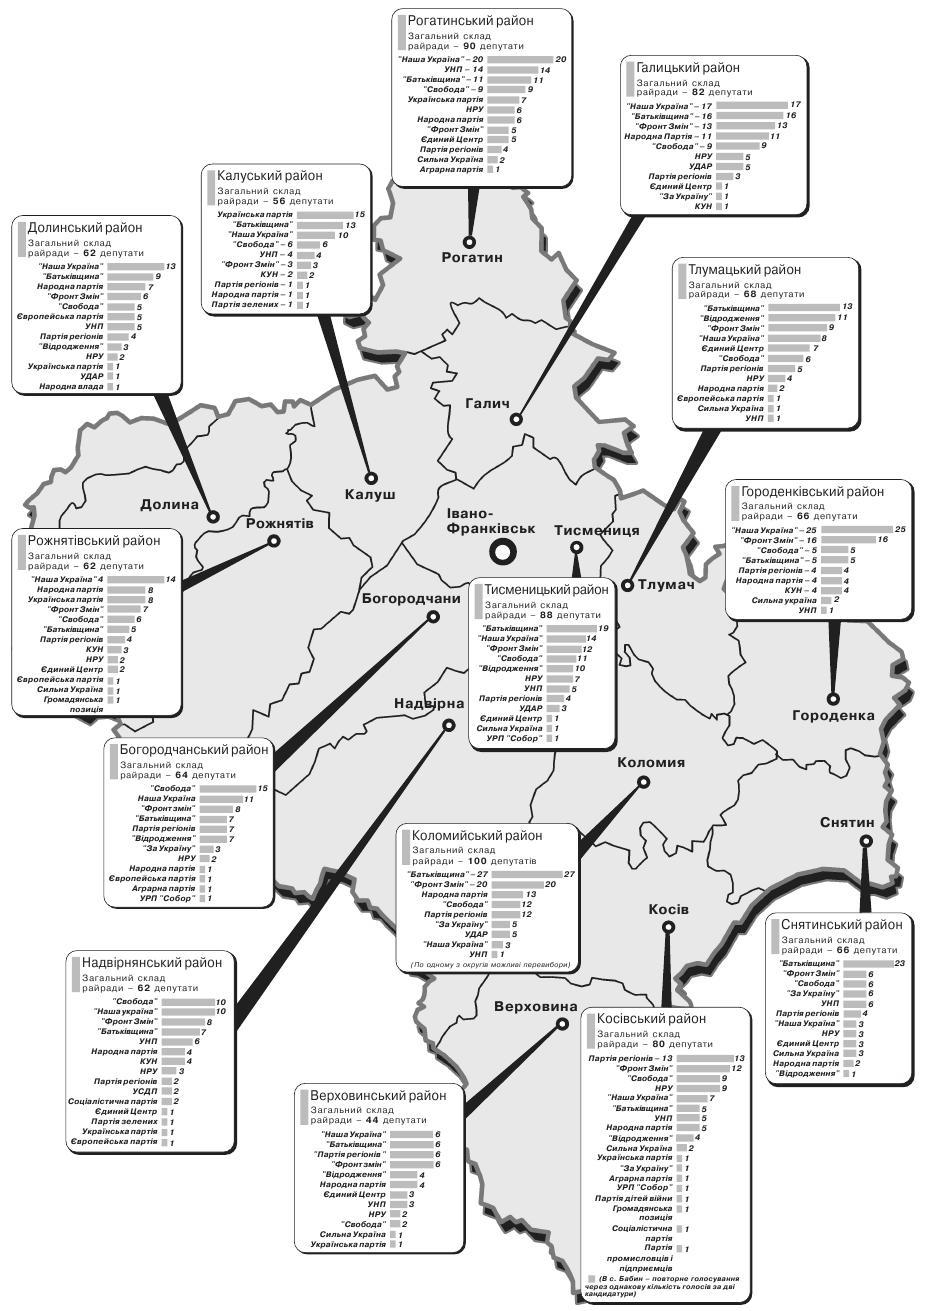 Рогатинський район
Загальний склад
райради – 90 депутати
"Наша Україна" – 20 20
УНП – 14 14
"Батьківщина" – 11 11
"Свобода" – 9 9
Українська партія 7
НРУ 6
Народна партія 6
"Фронт Змін" 5
Єдиний Центр 5
Партія регіонів 4
Сильна Україна 2
Аграрна партія 1
Галицький район
Загальний склад
райради – 82 депутати
"Наша Україна" – 17 17
"Батьківщина" – 16 16
"Фронт Змін" – 13 13
Народна Партія – 11 11
"Свобода" – 9 9
НРУ 5
УДАР 5
Партія регіонів 3
Єдиний Центр 1
"За Україну" 1
КУН 1
Калуський район
Загальний склад
райради – 56 депутати
Українська партія 15
"Батьківщина" 13
"Наша Україна" 10
"Свобода" – 6 6
УНП – 4 4
"Фронт Змін" – 3 3
КУН – 2 2
Партія регіонів – 1 1
Народна партія – 1 1
Партія зелених – 1 1
Долинський район
Загальний склад
райради – 62 депутати
"Наша Україна" 13
"Батьківщина" 9
Народна партія 7
"Фронт Змін" 6
"Свобода" 5
Європейська партія 5
УНП 5
Партія регіонів 4
"Відродження" 3
НРУ 2
Українська партія 1
УДАР 1
Народна влада 1
Тлумацький район
Загальний склад
райради – 68 депутати
"Батьківщина" 13
"Відродження" 11
"Фронт Змін" 9
"Наша Україна" 8
Єдиний Центр 7
"Свобода" 6
Партія регіонів 5
НРУ 4
Народна партія 2
Європейська партія 1
Сильна Україна 1
УНП 1
Рогатин
Галич
Калуш
Долина
Рожнятів
Івано-
Франківськ
Тисмениця
Тлумач
Богородчани
Надвірна
Городенка
Коломия
Снятин
Косів
Верховина
Городенківський район
Загальний склад
райради – 66 депутати
"Наша Україна" – 25 25
"Фронт Змін" – 16 16
"Свобода" – 5 5
"Батьківщина" – 5 5
Партія регіонів – 4 4
Народна партія – 4 4
КУН – 4 4
Сильна україна 2
УНП 1
Рожнятівський район
Загальний склад
райради – 62 депутати
"Наша Україна" 4 14
Народна партія 8
Українська партія 8
"Фронт Змін" 7
"Свобода" 6
"Батьківщина" 5
Партія регіонів 4
КУН 3
НРУ 2
Єдиний Центр 2
Європейська партія 1
Сильна Україна 1
Громадянська 1
позиція
Тисменицький район
Загальний склад
райради – 88 депутати
"Батьківщина" 19
"Наша Україна" 14
"Фронт Змін" 12
"Свобода" 11
"Відродження" 10
НРУ 7
УНП 5
Партія регіонів 4
УДАР 3
Єдиний Центр 1
Сильна Україна 1
УРП "Собор" 1
Богородчанський район
Загальний склад
райради – 64 депутати
"Свобода" 15
Наша Україна 11
"Фронт змін" 8
"Батьківщина" 7
Партія регіонів 7
"Відродження" 7
"За Україну" 3
НРУ 2
Народна партія 1
Європейська партія 1
Аграрна партія 1
УРП "Собор" 1
Коломийський район
Загальний склад
райради – 100 депутатів
"Батьківщина" – 27 27
"Фронт Змін" – 20 20
Народна партія 13
"Свобода" 12
Партія регіонів 12
"За Україну" 5
УДАР 5
"Наша Україна" 3
УНП 1
(По одному з округів можливі перевибори)
Снятинський район
Загальний склад
райради – 66 депутати
"Батьківщина" 23
"Фронт Змін" 6
"Свобода" 6
"За Україну" 6
УНП 6
Партія регіонів 4
"Наша Україна" 3
НРУ 3
Єдиний Центр 3
Сильна Україна 3
Народна партія 2
"Відродження" 1
Надвірнянський район
Загальний склад
райради – 62 депутати
"Свобода" 10
"Наша україна" 10
"Фронт Змін" 8
"Батьківщина" 7
УНП 6
Народна партія 4
КУН 4
НРУ 3
Партія регіонів 2
УСДП 2
Соціалістична партія 2
Єдиний Центр 1
Партія зелених 1
Українська партія 1
Європейська партія 1
Косівський район
Загальний склад
райради – 80 депутати
Партія регіонів – 13 13
"Фронт Змін" 12
"Свобода" 9
НРУ 9
"Наша Україна" 7
"Батьківщина" 5
УНП 5
Народна партія 5
"Відродження" 4
Сильна Україна 2
Українська партія 1
"За Україну" 1
Аграрна партія 1
УРП "Собор" 1
Партія дітей війни 1
Громадянська 1
позиція
Соціалістична 1
партія
Партія 1
промисловців і
підприємців
(В с. Бабин – повторне голосування
через однакову кількість голосів за дві
кандидатури)
Верховинський район
Загальний склад
райради – 44 депутати
"Наша Україна" 6
"Батьківщина" 6
"Партія регіонів" 6
"Фронт змін" 6
"Відродження" 4
Народна партія 4
Єдиний Центр 3
УНП 3
НРУ 2
"Свобода" 2
Сильна Україна 1
Українська партія 1